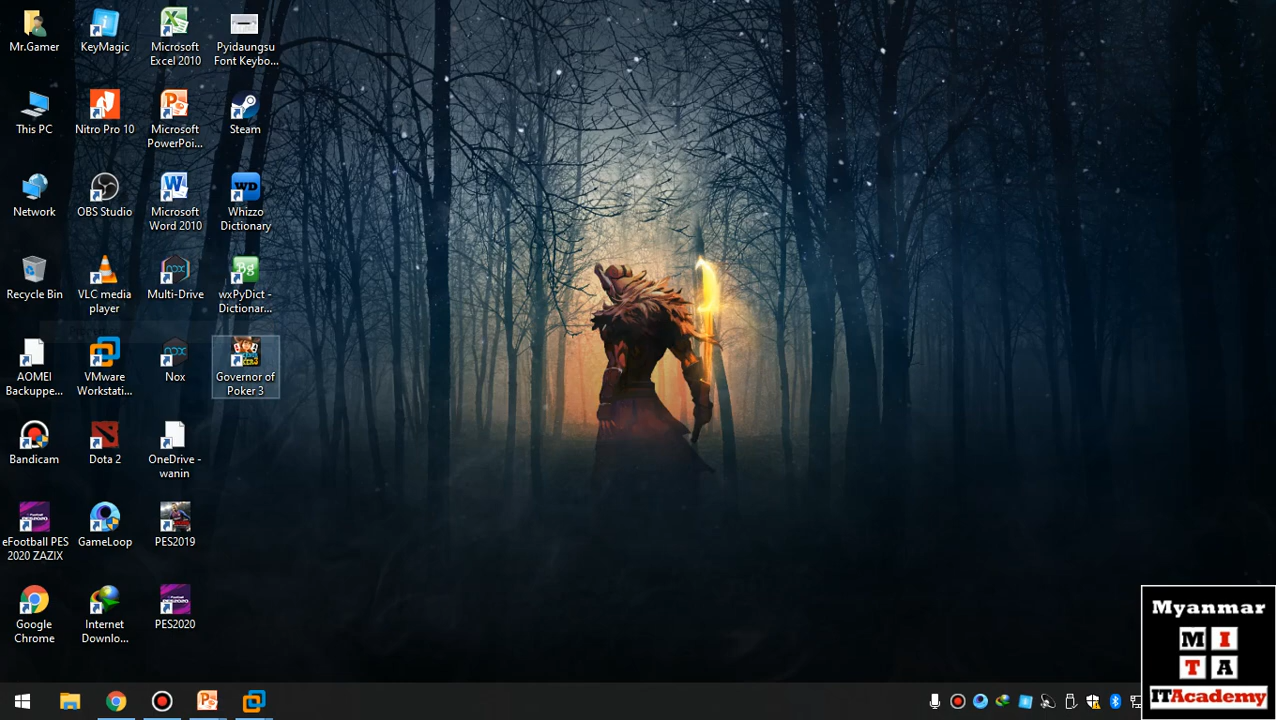 Mr.Gamer
KeyMagic
Microsoft
Excel 2010
Pyidaungsu
Font Keybo...
This PC
Nitro Pro 10
Microsoft
PowerPoi...
Steam
Network
OBS Studio
Microsoft
Word 2010
Whizzo
Dictionary
Recycle Bin
VLC media
player
Multi-Drive
wxPyDict -
Dictionar...
AOMEI
Backuppe...
VMware
Workstati...
Nox
Governor of
Poker 3
Bandicam
Dota 2
OneDrive -
wanin
eFootball PES
2020 ZAZIX
GameLoop
PES2019
Google
Chrome
Internet
Downlo...
PES2020
Myanmar
M I
T A
ITAcademy